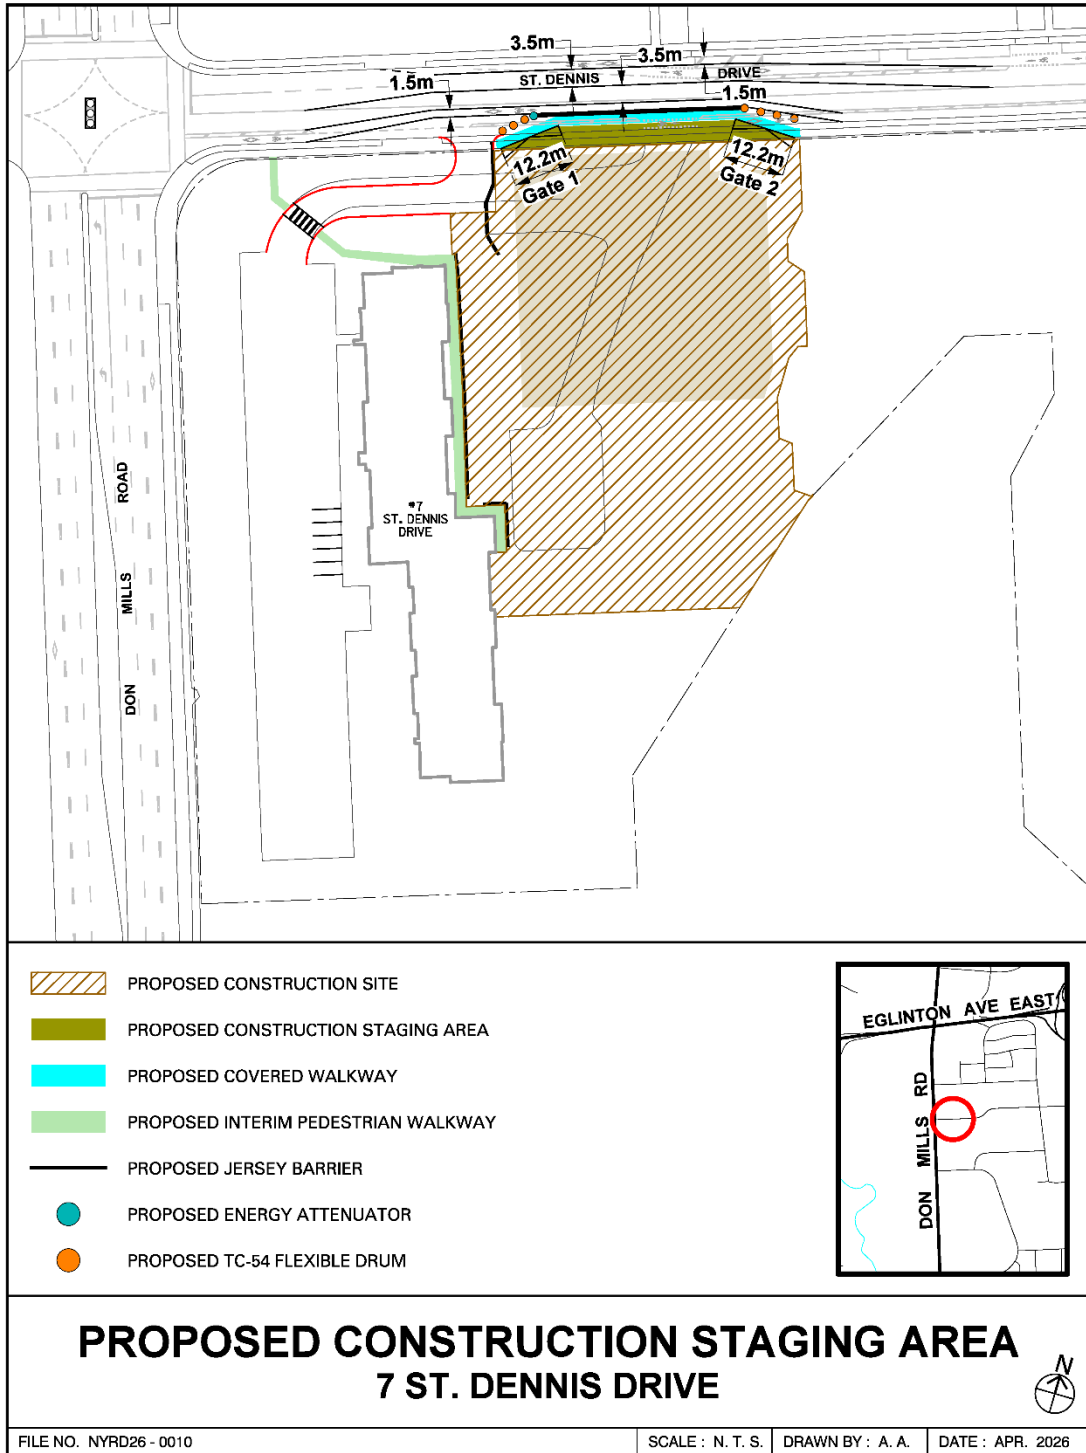 3.5m
3.5m
1.5m
ST. DENNIS DRIVE
1.5m
12.2m
Gate 1
12.2m
Gate 2
#7
ST. DENNIS
DRIVE
DON MILLS ROAD
PROPOSED CONSTRUCTION SITE
PROPOSED CONSTRUCTION STAGING AREA
PROPOSED COVERED WALKWAY
PROPOSED INTERIM PEDESTRIAN WALKWAY
PROPOSED JERSEY BARRIER
PROPOSED ENERGY ATTENUATOR
PROPOSED TC-54 FLEXIBLE DRUM
EGLINTON AVE EAST
DON MILLS RD
PROPOSED CONSTRUCTION STAGING AREA
7 ST. DENNIS DRIVE
N
FILE NO. NYRD26 - 0010
SCALE : N. T. S.
DRAWN BY : A. A.
DATE : APR. 2026